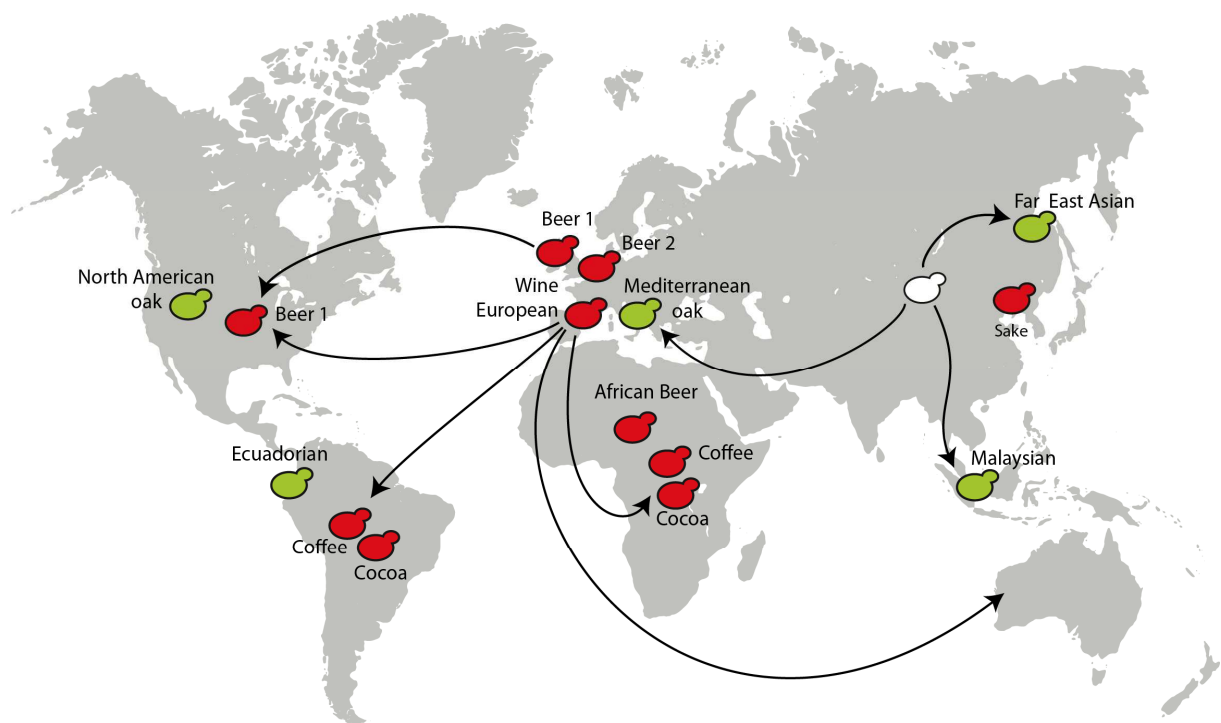 Far East Asian
Beer 1
Beer 2
North American
oak
Wine
European
Mediterranean
oak
Beer 1
Sake
African Beer
Ecuadorian
Coffee
Malaysian
Cocoa
Coffee
Cocoa